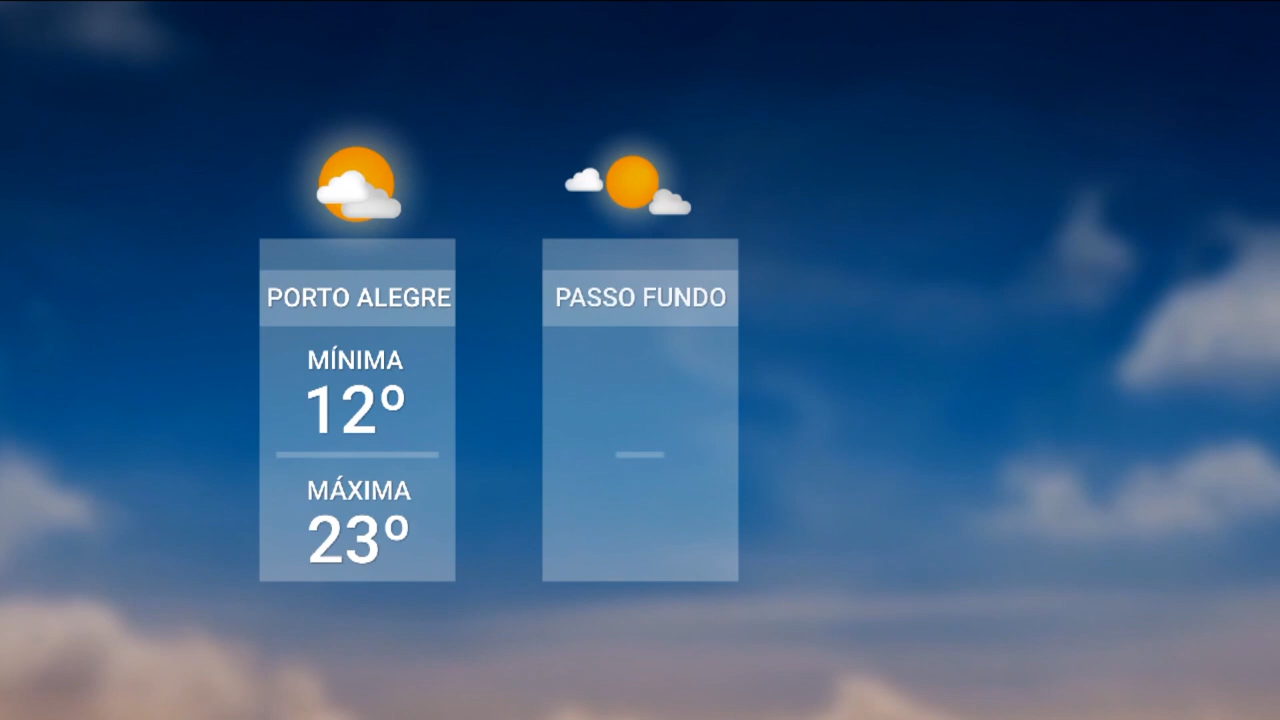 PORTO ALEGRE
MÍNIMA
12º
MÁXIMA
23º
PASSO FUNDO